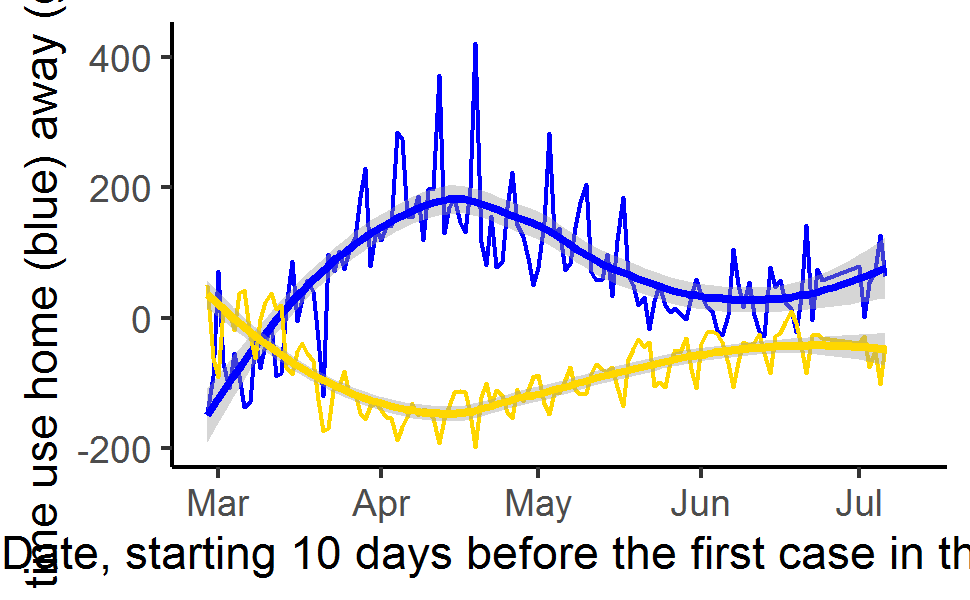 time use home (blue) away (
400
200
0
-200
Mar Apr May Jun Jul
Date, starting 10 days before the first case in th